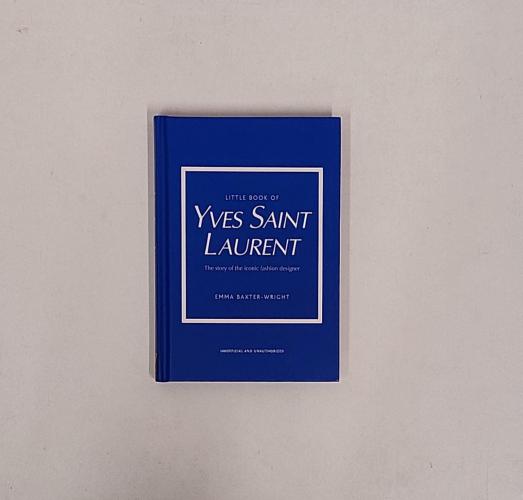 LITTLE BOOK OF
YVES SAINT
LAURENT
The story of the iconic fashion designer
EMMA BAXTER-WRIGHT
UNOFFICIAL AND UNAUTHORIZED